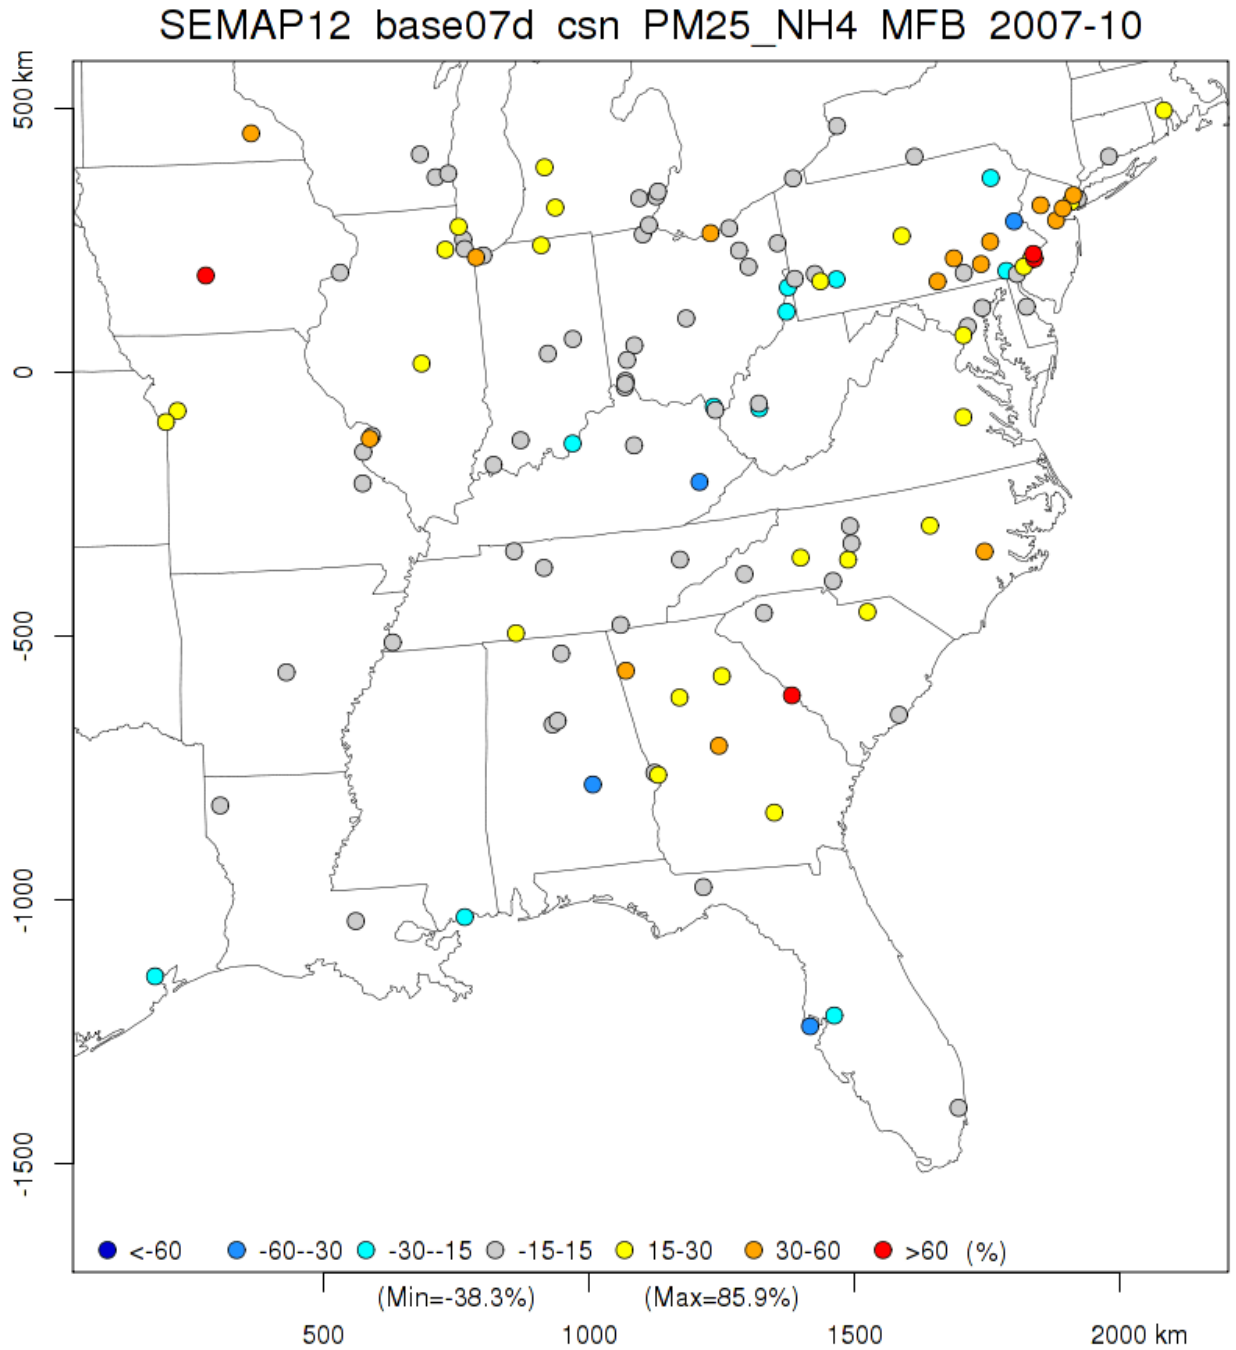 SEMAP12 base07d csn PM25_NH4 MFB 2007-10
500 km
0
-500
-1000
-1500
<-60 -60--30 -30--15 -15-15 15-30 30-60 >60 (%)
(Min=-38.3%) (Max=85.9%)
500 1000 1500 2000 km